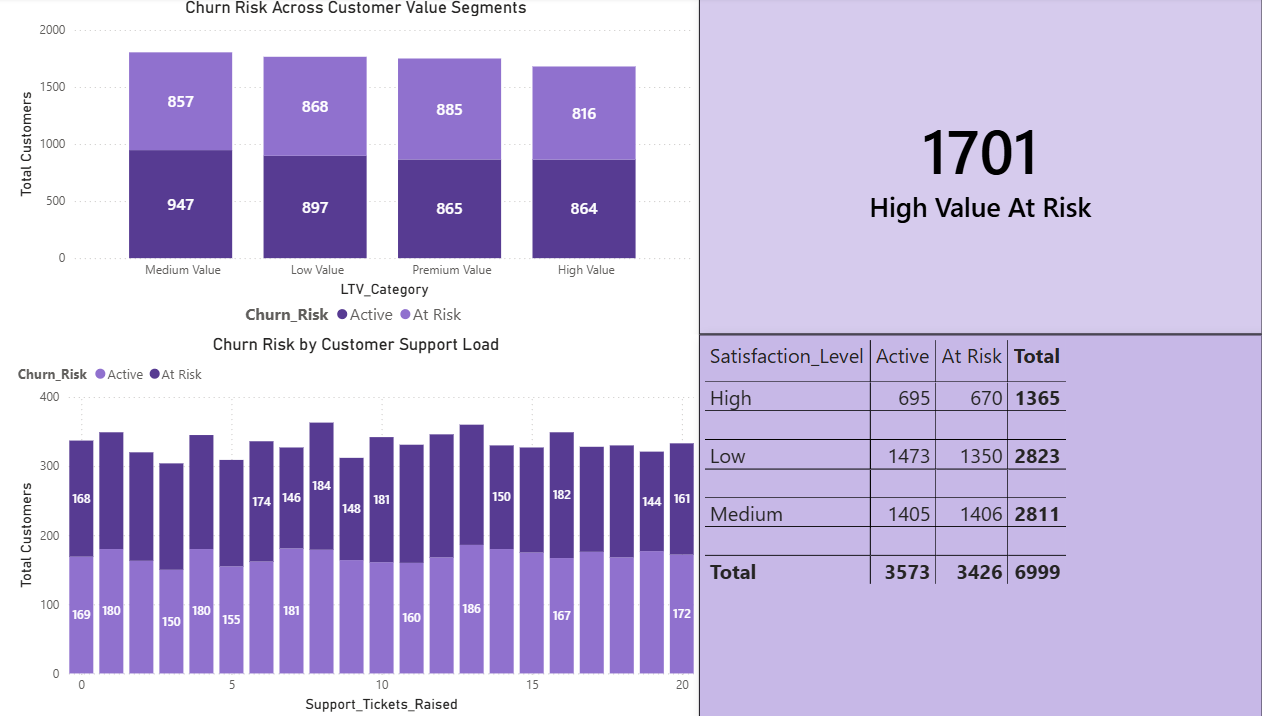 Churn Risk Across Customer Value Segments
2000
1500
1000
500
0
Total Customers
857
868
885
816
947
897
865
864
Medium Value
Low Value
Premium Value
High Value
LTV_Category
Churn_Risk Active At Risk
1701
High Value At Risk
Churn Risk by Customer Support Load
Churn_Risk Active At Risk
400
300
200
100
0
Total Customers
168
174
146
184
148
181
150
182
144
161
169
180
150
180
155
181
160
186
167
172
0
5
10
15
20
Support_Tickets_Raised
Satisfaction_Level Active At Risk Total
High 695 670 1365
Low 1473 1350 2823
Medium 1405 1406 2811
Total 3573 3426 6999